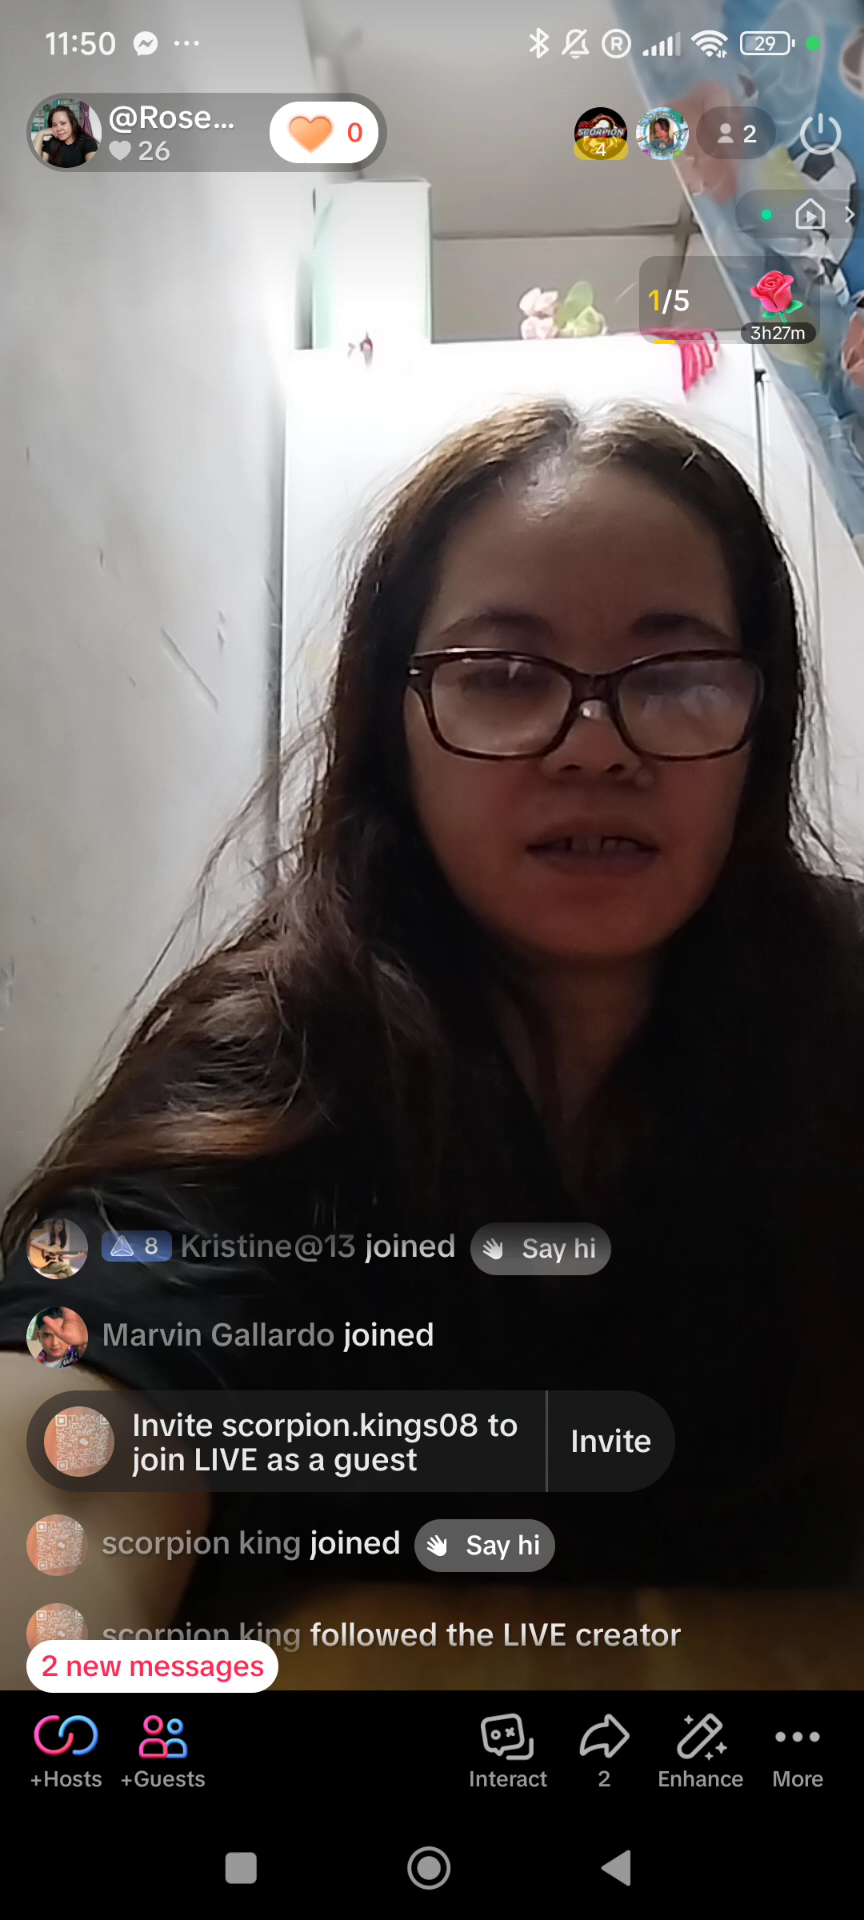 11:50
29
@Rose...
0
26
SCORPION
4
2
1/5
3h27m
8 Kristine@13 joined Say hi
Marvin Gallardo joined
Invite scorpion.kings08 to
join LIVE as a guest
Invite
scorpion king joined Say hi
scorpion king followed the LIVE creator
2 new messages
+Hosts
+Guests
Interact
2
Enhance
More